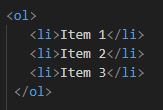 <ol>
    <li>Item 1</li>
    <li>Item 2</li>
    <li>Item 3</li>
</ol>